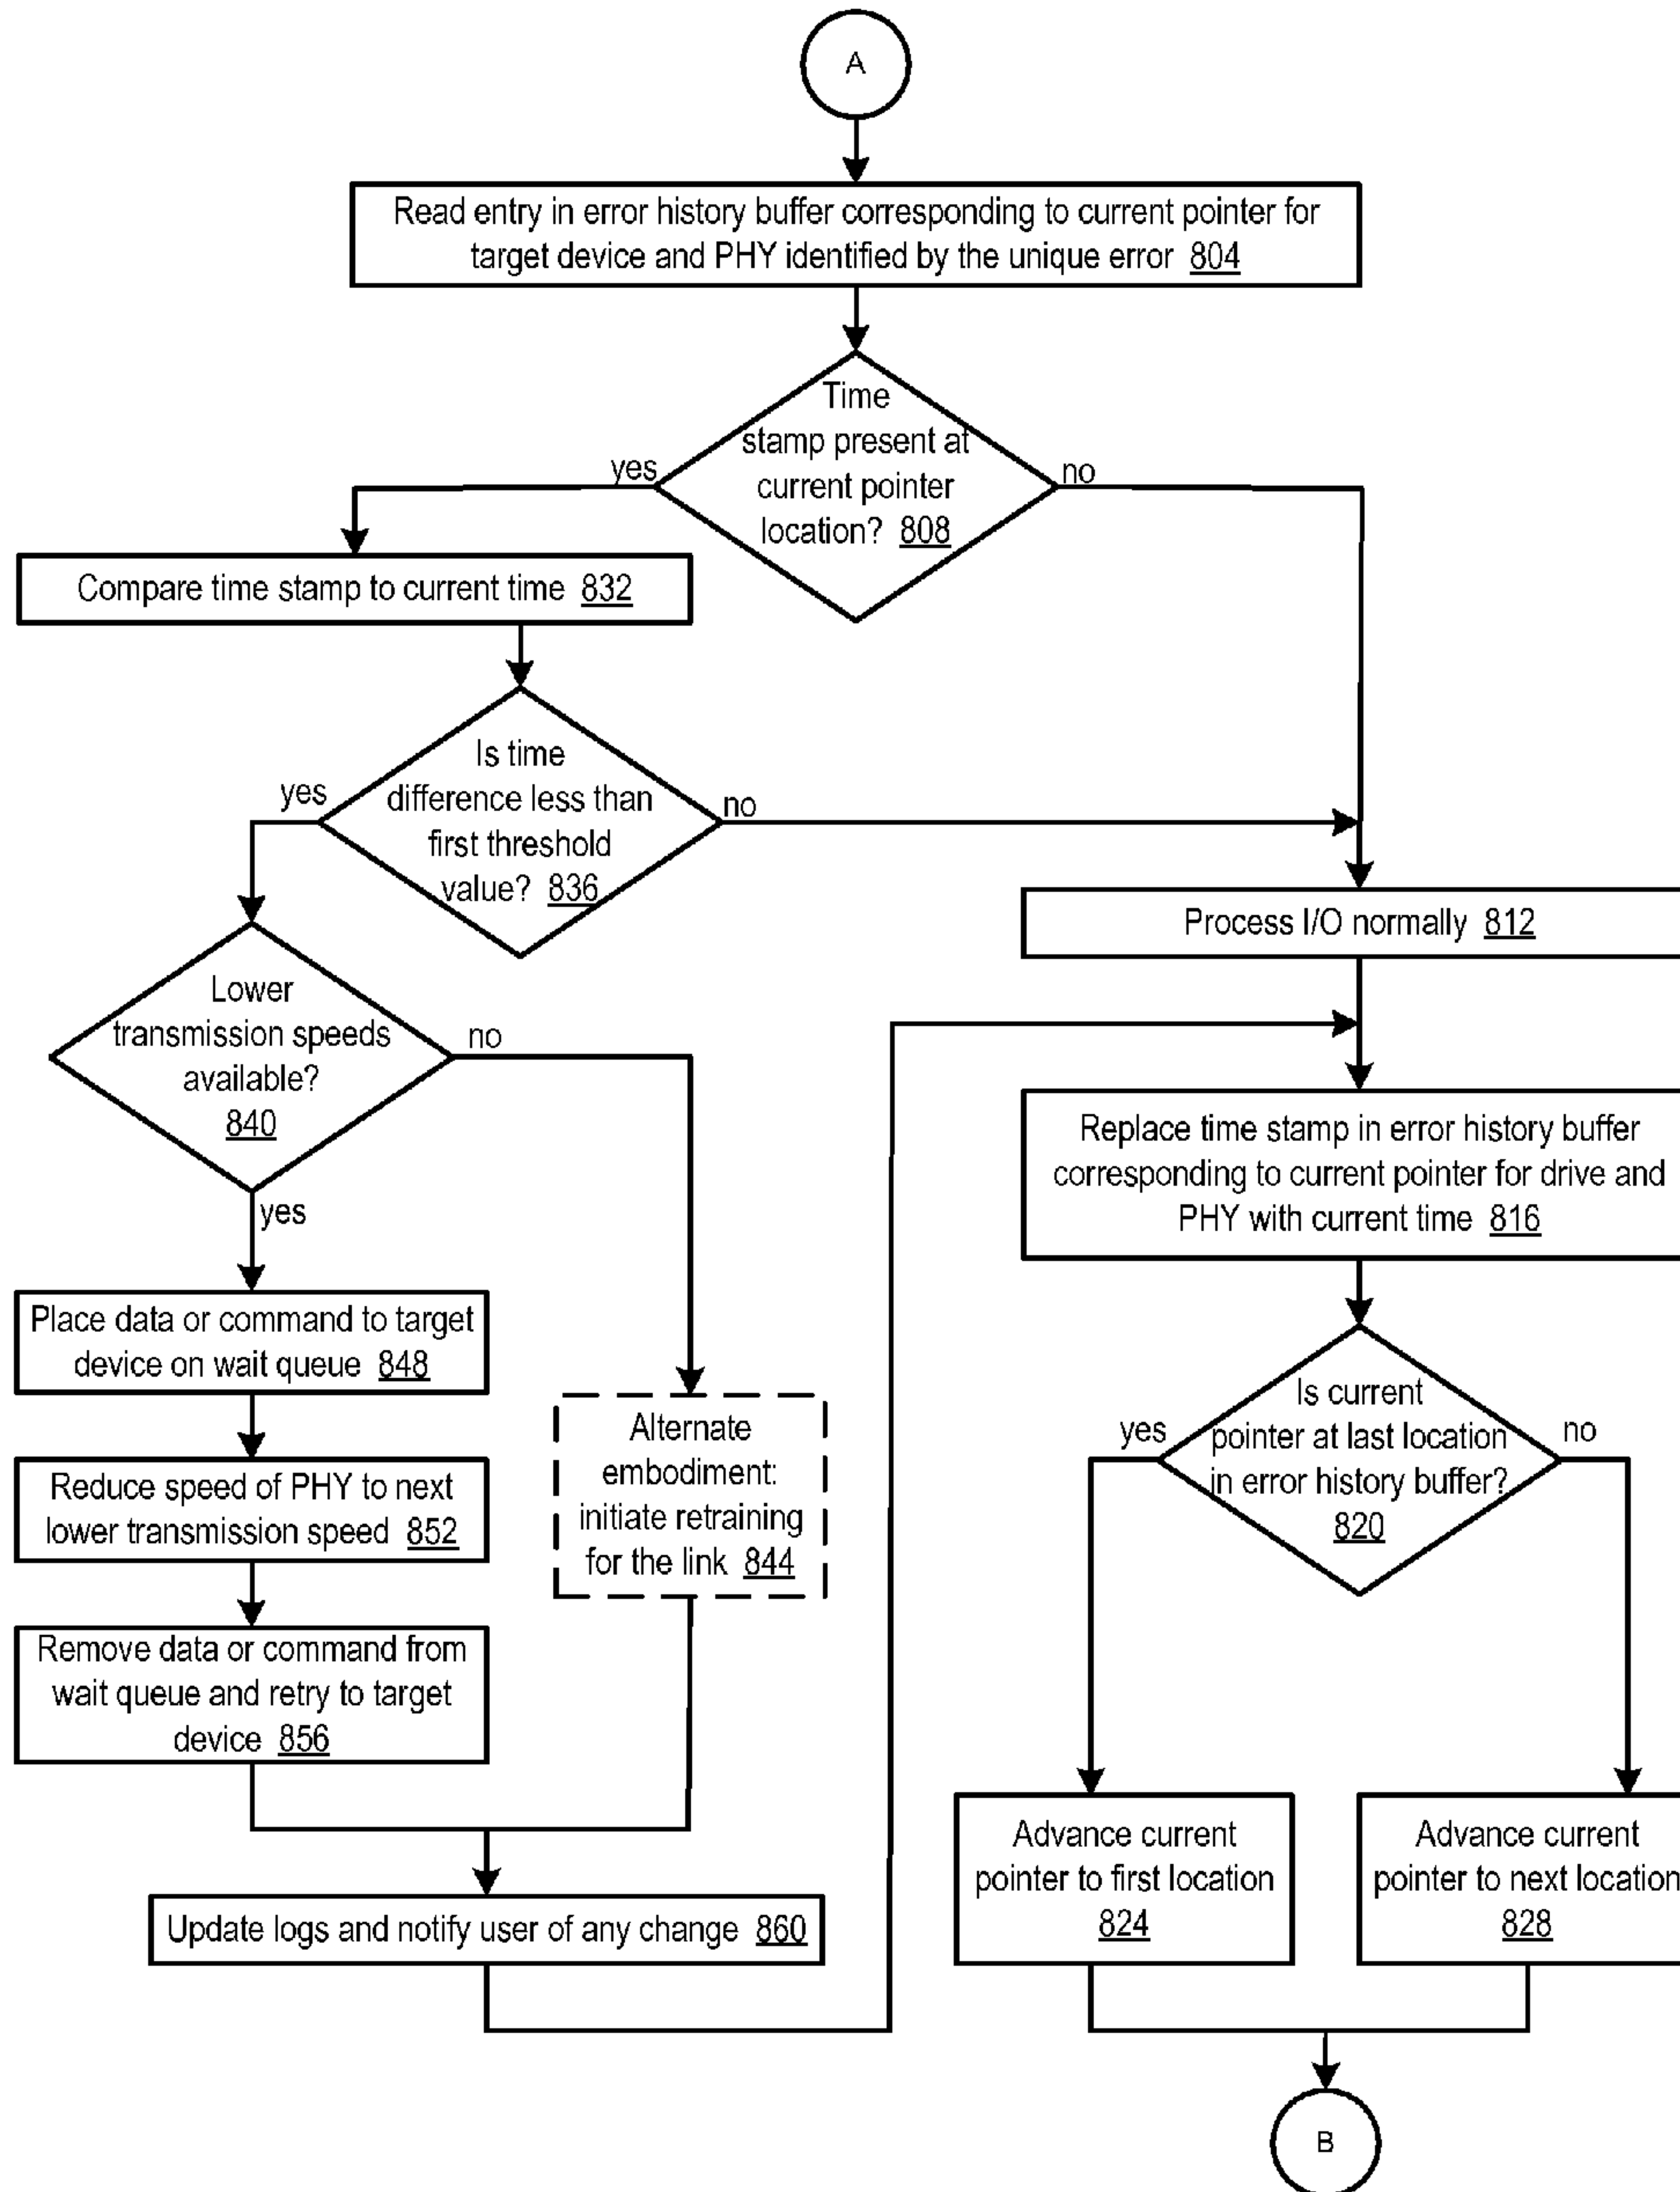 A
Read entry in error history buffer corresponding to current pointer for
target device and PHY identified by the unique error 804
Time
stamp present at
current pointer
location? 808
yes
no
Compare time stamp to current time 832
Is time
difference less than
first threshold
value? 836
yes
no
Process I/O normally 812
Lower
transmission speeds
available?
840
no
yes
Replace time stamp in error history buffer
corresponding to current pointer for drive and
PHY with current time 816
Place data or command to target
device on wait queue 848
Is current
pointer at last location
in error history buffer?
820
yes
no
Alternate
embodiment:
initiate retraining
for the link 844
Reduce speed of PHY to next
lower transmission speed 852
Remove data or command from
wait queue and retry to target
device 856
Advance current
pointer to first location
824
Advance current
pointer to next location
828
Update logs and notify user of any change 860
B